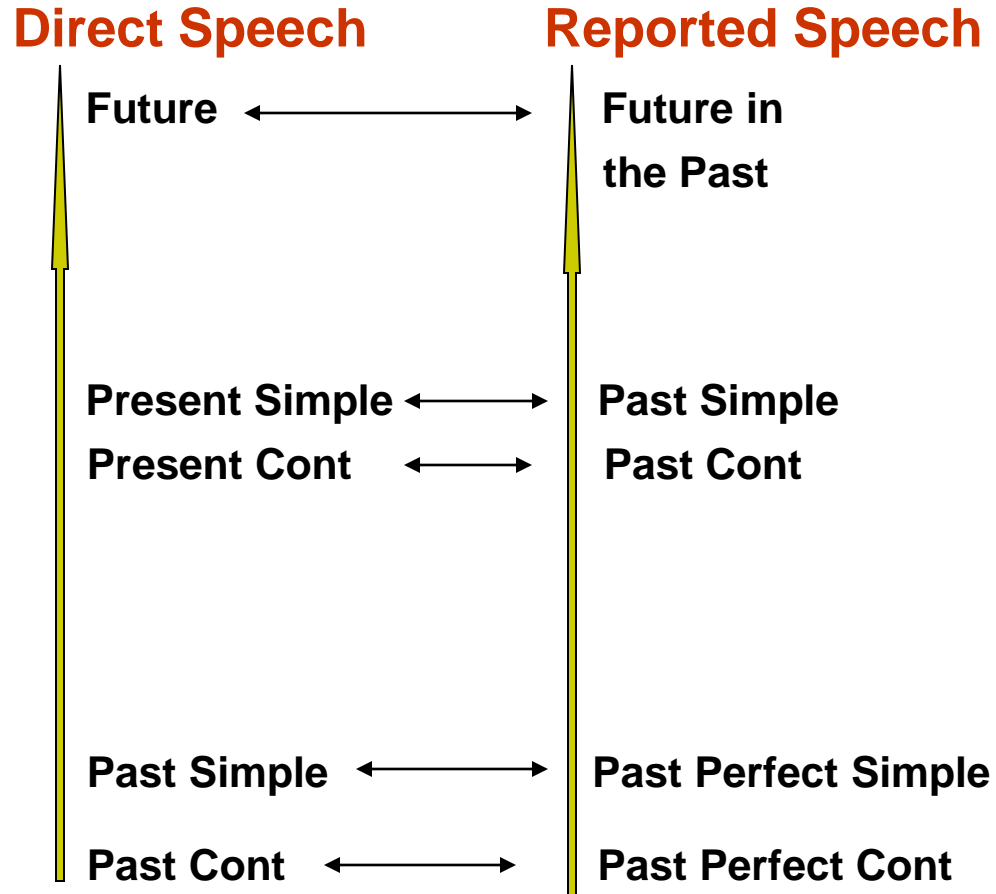 Direct Speech Reported Speech
Future Future in
the Past
Present Simple Past Simple
Present Cont Past Cont
Past Simple Past Perfect Simple
Past Cont Past Perfect Cont